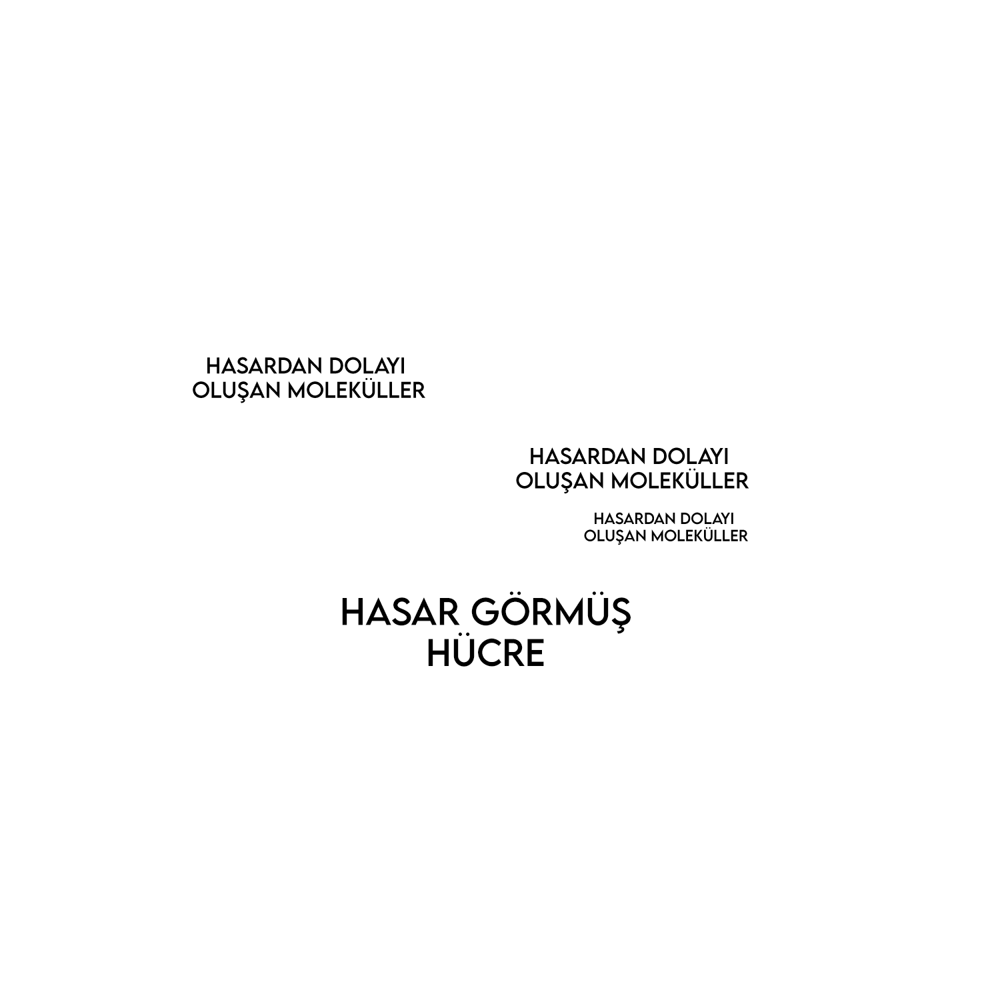 HASARDAN DOLAYI
OLUŞAN MOLEKÜLLER
HASARDAN DOLAYI
OLUŞAN MOLEKÜLLER
HASARDAN DOLAYI
OLUŞAN MOLEKÜLLER
HASAR GÖRMÜŞ
HÜCRE